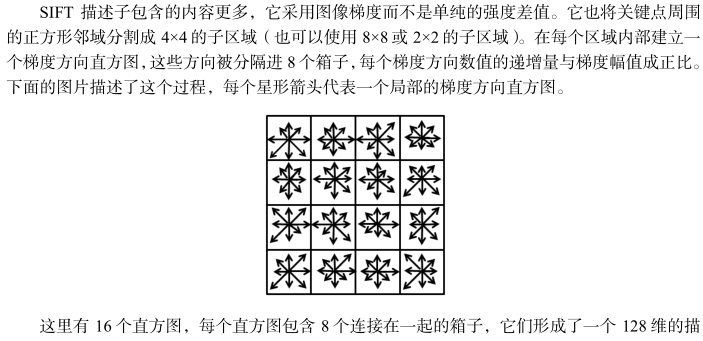 SIFT 描述子包含的内容更多，它采用图像梯度而不是单纯的强度差值。它也将关键点周围
的正方形邻域分割成 4×4 的子区域（也可以使用 8×8 或 2×2 的子区域）。在每个区域内部建立一
个梯度方向直方图，这些方向被分隔进 8 个箱子，每个梯度方向数值的递增量与梯度幅值成正比。
下面的图片描述了这个过程，每个星形箭头代表一个局部的梯度方向直方图。
这里有 16 个直方图，每个直方图包含 8 个连接在一起的箱子，它们形成了一个 128 维的描